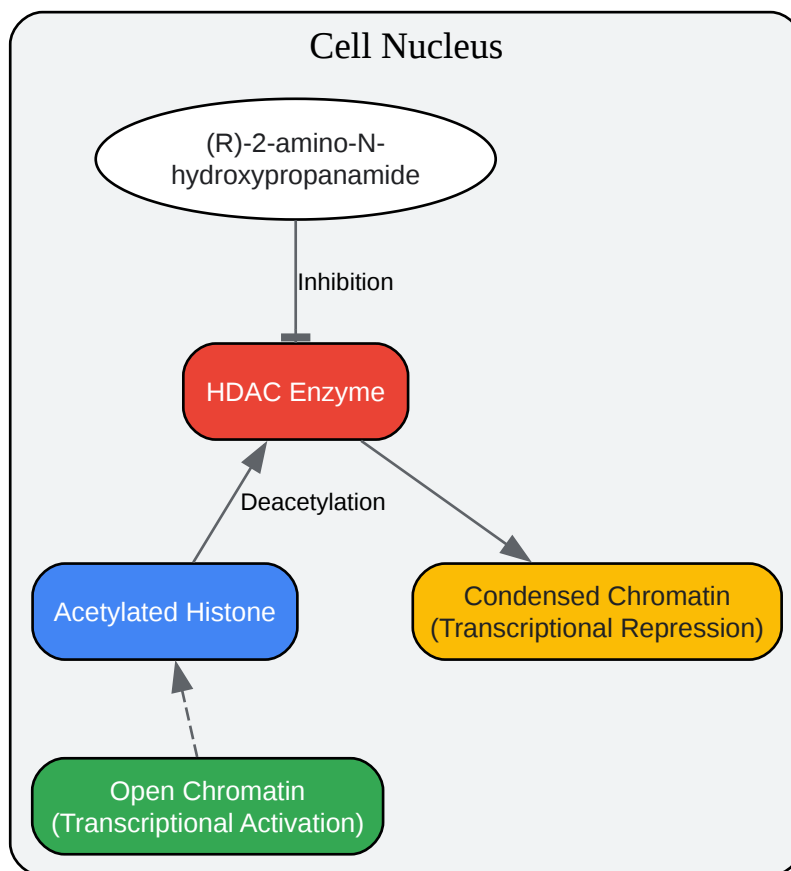 Cell Nucleus
(R)-2-amino-N-
hydroxypropanamide
Inhibition
HDAC Enzyme
Deacetylation
Acetylated Histone
Condensed Chromatin
(Transcriptional Repression)
Open Chromatin
(Transcriptional Activation)